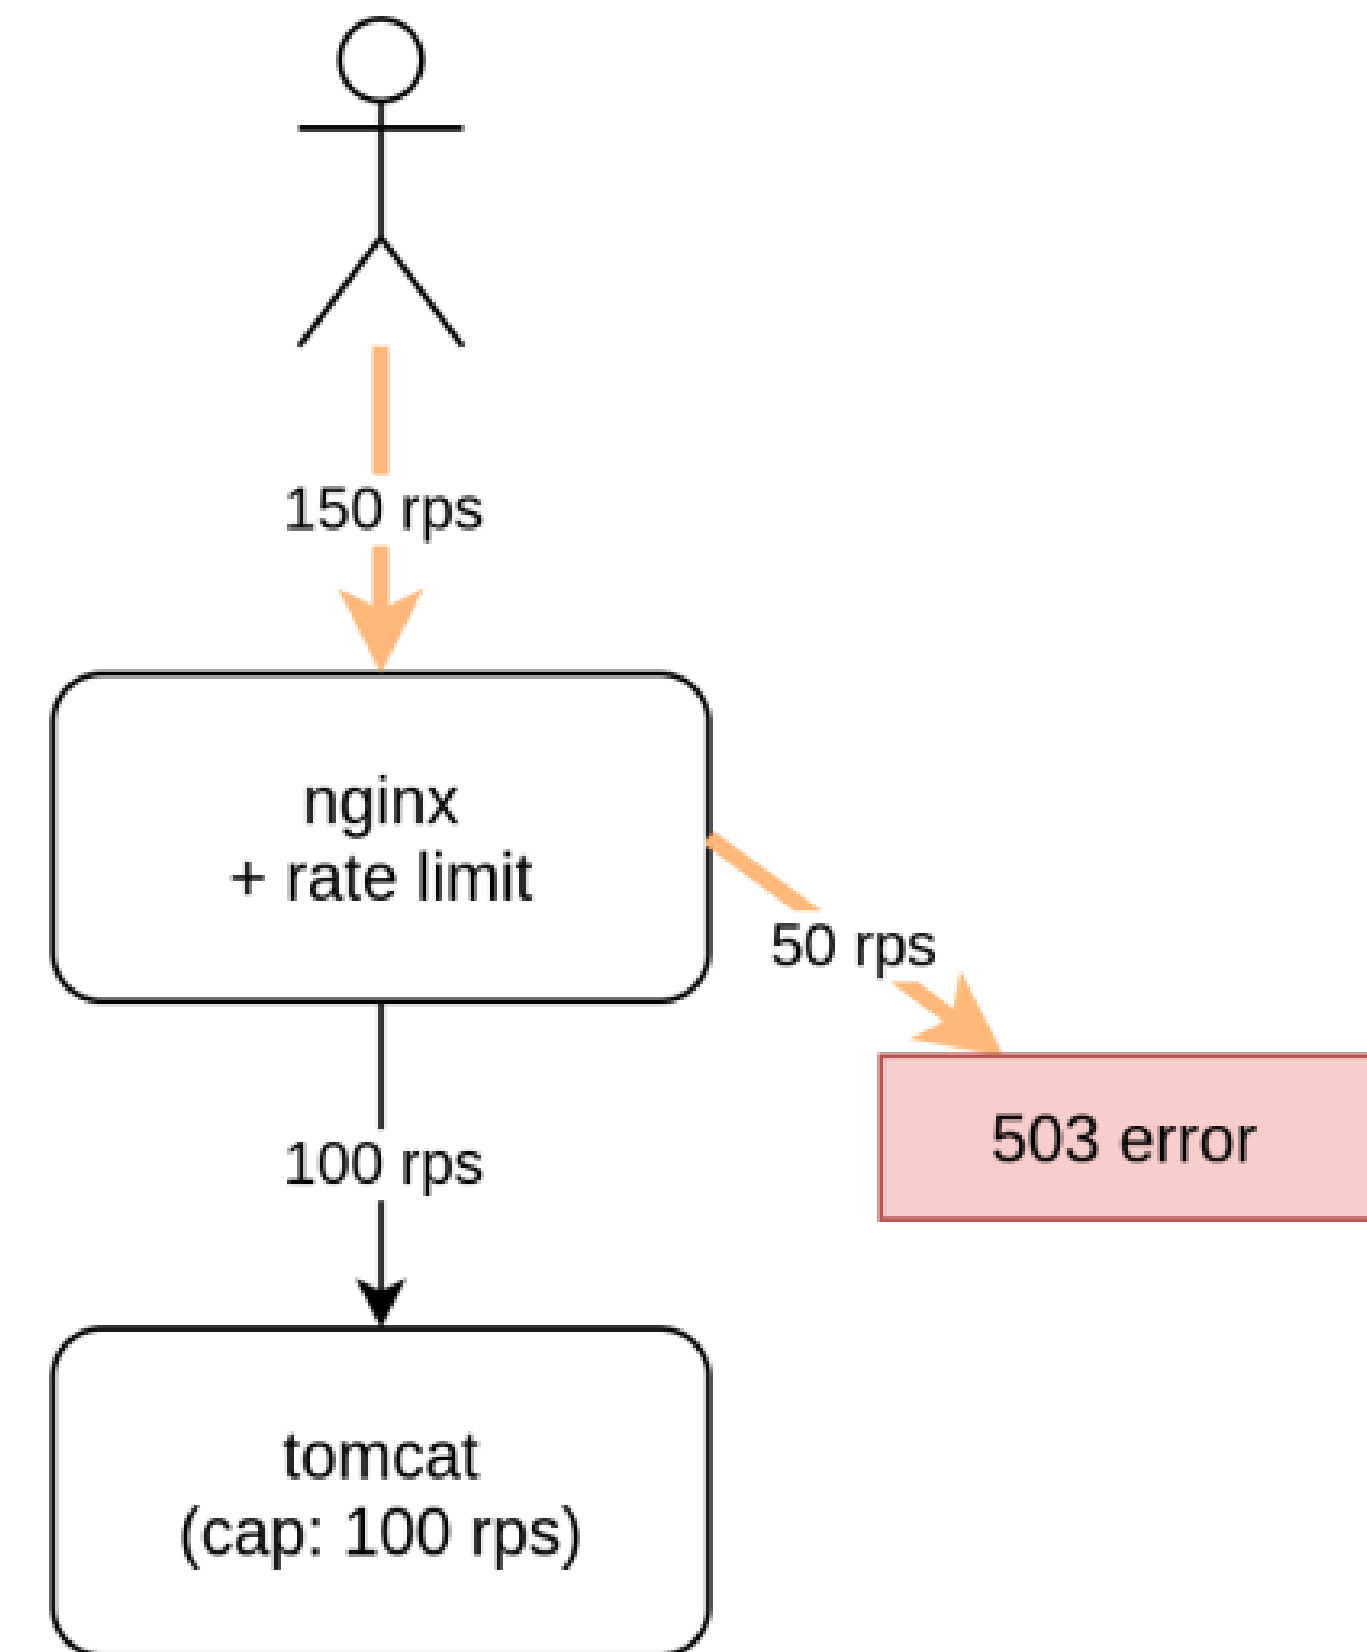 150 rps
nginx
+ rate limit
50 rps
503 error
100 rps
tomcat
(cap: 100 rps)